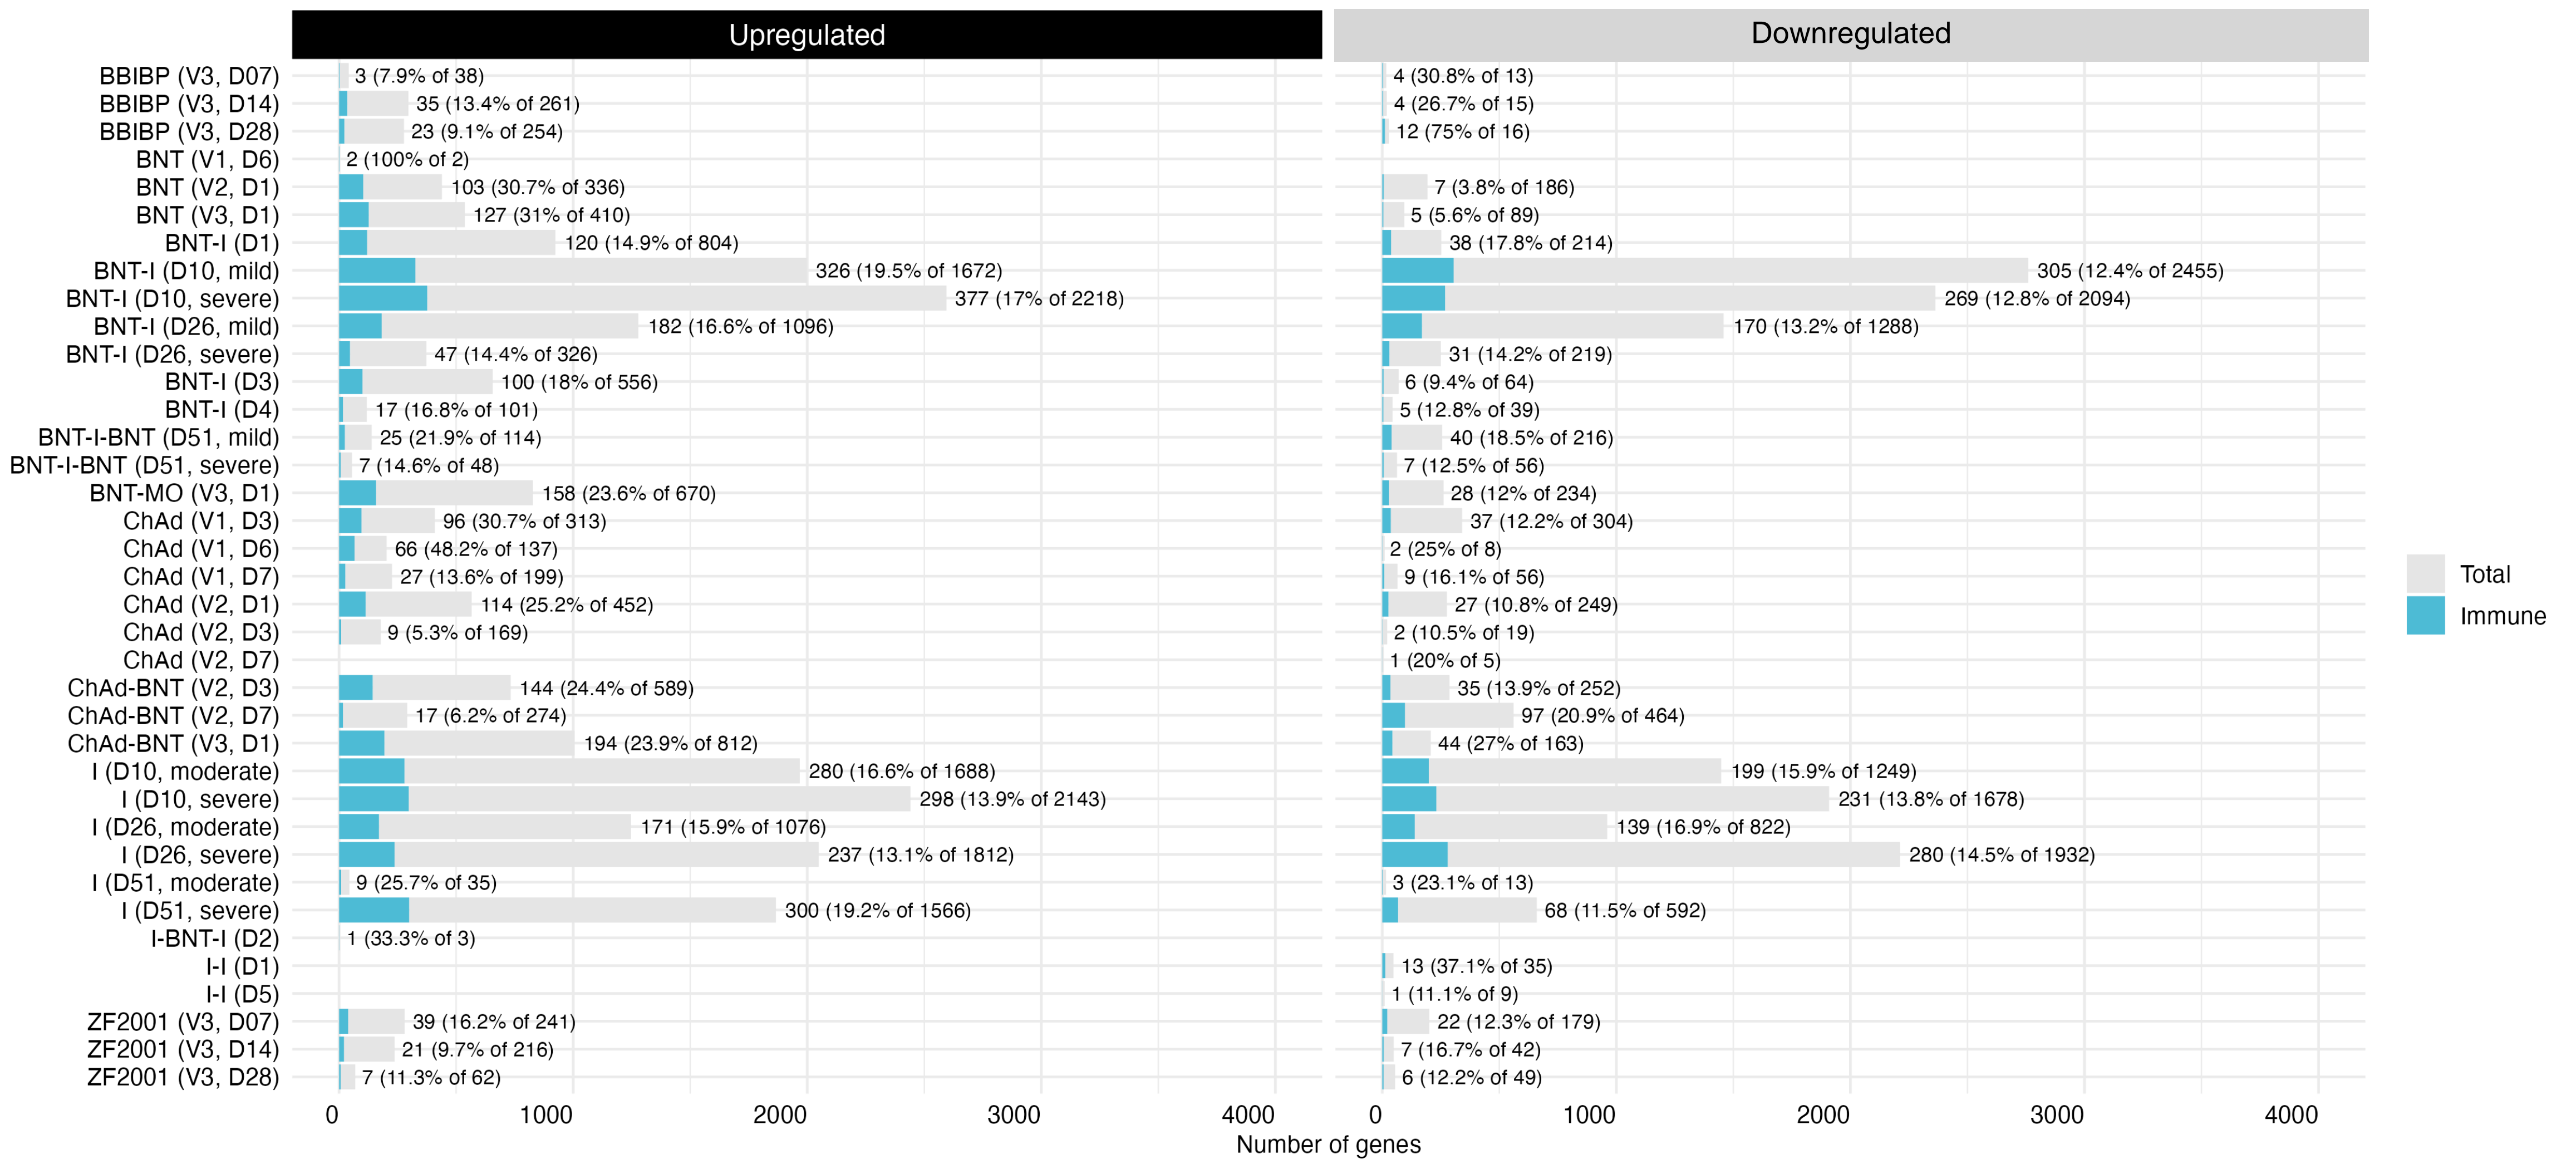 Upregulated Downregulated
BBIBP (V3, D07) 3 (7.9% of 38) 4 (30.8% of 13)
BBIBP (V3, D14) 35 (13.4% of 261) 4 (26.7% of 15)
BBIBP (V3, D28) 23 (9.1% of 254) 12 (75% of 16)
BNT (V1, D6) 2 (100% of 2)
BNT (V2, D1) 103 (30.7% of 336) 7 (3.8% of 186)
BNT (V3, D1) 127 (31% of 410) 5 (5.6% of 89)
BNT-I (D1) 120 (14.9% of 804) 38 (17.8% of 214)
BNT-I (D10, mild) 326 (19.5% of 1672) 305 (12.4% of 2455)
BNT-I (D10, severe) 377 (17% of 2218) 269 (12.8% of 2094)
BNT-I (D26, mild) 182 (16.6% of 1096) 170 (13.2% of 1288)
BNT-I (D26, severe) 47 (14.4% of 326) 31 (14.2% of 219)
BNT-I (D3) 100 (18% of 556) 6 (9.4% of 64)
BNT-I (D4) 17 (16.8% of 101) 5 (12.8% of 39)
BNT-I-BNT (D51, mild) 25 (21.9% of 114) 40 (18.5% of 216)
BNT-I-BNT (D51, severe) 7 (14.6% of 48) 7 (12.5% of 56)
BNT-MO (V3, D1) 158 (23.6% of 670) 28 (12% of 234)
ChAd (V1, D3) 96 (30.7% of 313) 37 (12.2% of 304)
ChAd (V1, D6) 66 (48.2% of 137) 2 (25% of 8)
ChAd (V1, D7) 27 (13.6% of 199) 9 (16.1% of 56)
ChAd (V2, D1) 114 (25.2% of 452) 27 (10.8% of 249)
ChAd (V2, D3) 9 (5.3% of 169) 2 (10.5% of 19)
ChAd (V2, D7) 1 (20% of 5)
ChAd-BNT (V2, D3) 144 (24.4% of 589) 35 (13.9% of 252)
ChAd-BNT (V2, D7) 17 (6.2% of 274) 97 (20.9% of 464)
ChAd-BNT (V3, D1) 194 (23.9% of 812) 44 (27% of 163)
I (D10, moderate) 280 (16.6% of 1688) 199 (15.9% of 1249)
I (D10, severe) 298 (13.9% of 2143) 231 (13.8% of 1678)
I (D26, moderate) 171 (15.9% of 1076) 139 (16.9% of 822)
I (D26, severe) 237 (13.1% of 1812) 280 (14.5% of 1932)
I (D51, moderate) 9 (25.7% of 35) 3 (23.1% of 13)
I (D51, severe) 300 (19.2% of 1566) 68 (11.5% of 592)
I-BNT-I (D2) 1 (33.3% of 3)
I-I (D1) 13 (37.1% of 35)
I-I (D5) 1 (11.1% of 9)
ZF2001 (V3, D07) 39 (16.2% of 241) 22 (12.3% of 179)
ZF2001 (V3, D14) 21 (9.7% of 216) 7 (16.7% of 42)
ZF2001 (V3, D28) 7 (11.3% of 62) 6 (12.2% of 49)
0 1000 2000 3000 4000 0 1000 2000 3000 4000
Number of genes
Total
Immune